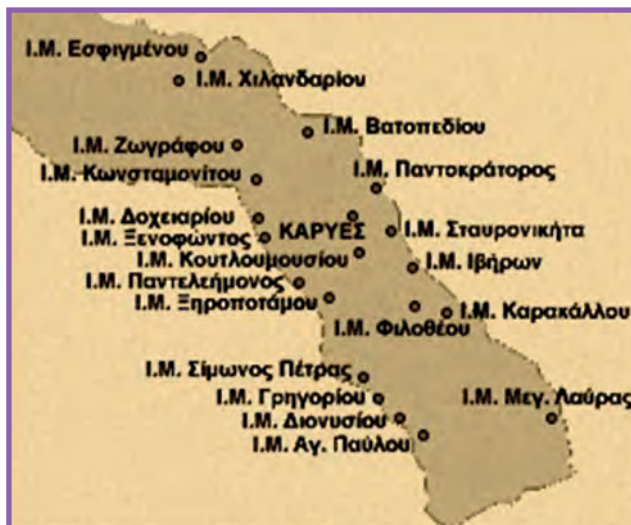 Ι.Μ. Εσφιγμένου
Ι.Μ. Χιλανδαρίου
Ι.Μ. Βατοπεδίου
Ι.Μ. Ζωγράφου
Ι.Μ. Παντοκράτορος
Ι.Μ. Κωνσταμονίτου
Ι.Μ. Δοχειαρίου
ΚΑΡΥΕΣ
Ι.Μ. Σταυρονικήτα
Ι.Μ. Ξενοφώντος
Ι.Μ. Κουτλουμουσίου
Ι.Μ. Ιβήρων
Ι.Μ. Παντελεήμονος
Ι.Μ. Ξηροποτάμου
Ι.Μ. Καρακάλλου
Ι.Μ. Φιλοθέου
Ι.Μ. Σίμωνος Πέτρας
Ι.Μ. Γρηγορίου
Ι.Μ. Μεγ. Λαύρας
Ι.Μ. Διονυσίου
Ι.Μ. Αγ. Παύλου